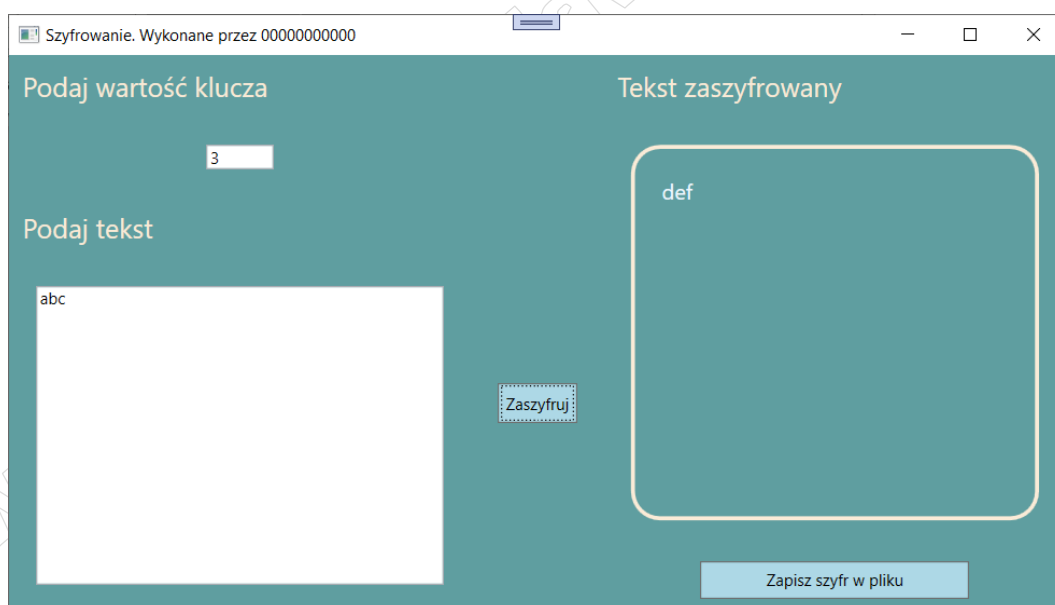 Szyfrowanie. Wykonane przez 00000000000
Podaj wartość klucza
3
Podaj tekst
abc
Zaszyfruj
Tekst zaszyfrowany
def
Zapisz szyfr w pliku